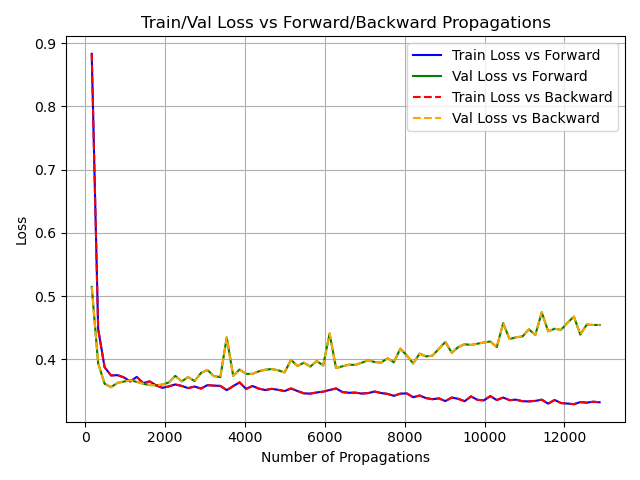 Train/Val Loss vs Forward/Backward Propagations
0.9
0.8
0.7
0.6
0.5
0.4
Loss
Train Loss vs Forward
Val Loss vs Forward
Train Loss vs Backward
Val Loss vs Backward
0 2000 4000 6000 8000 10000 12000
Number of Propagations